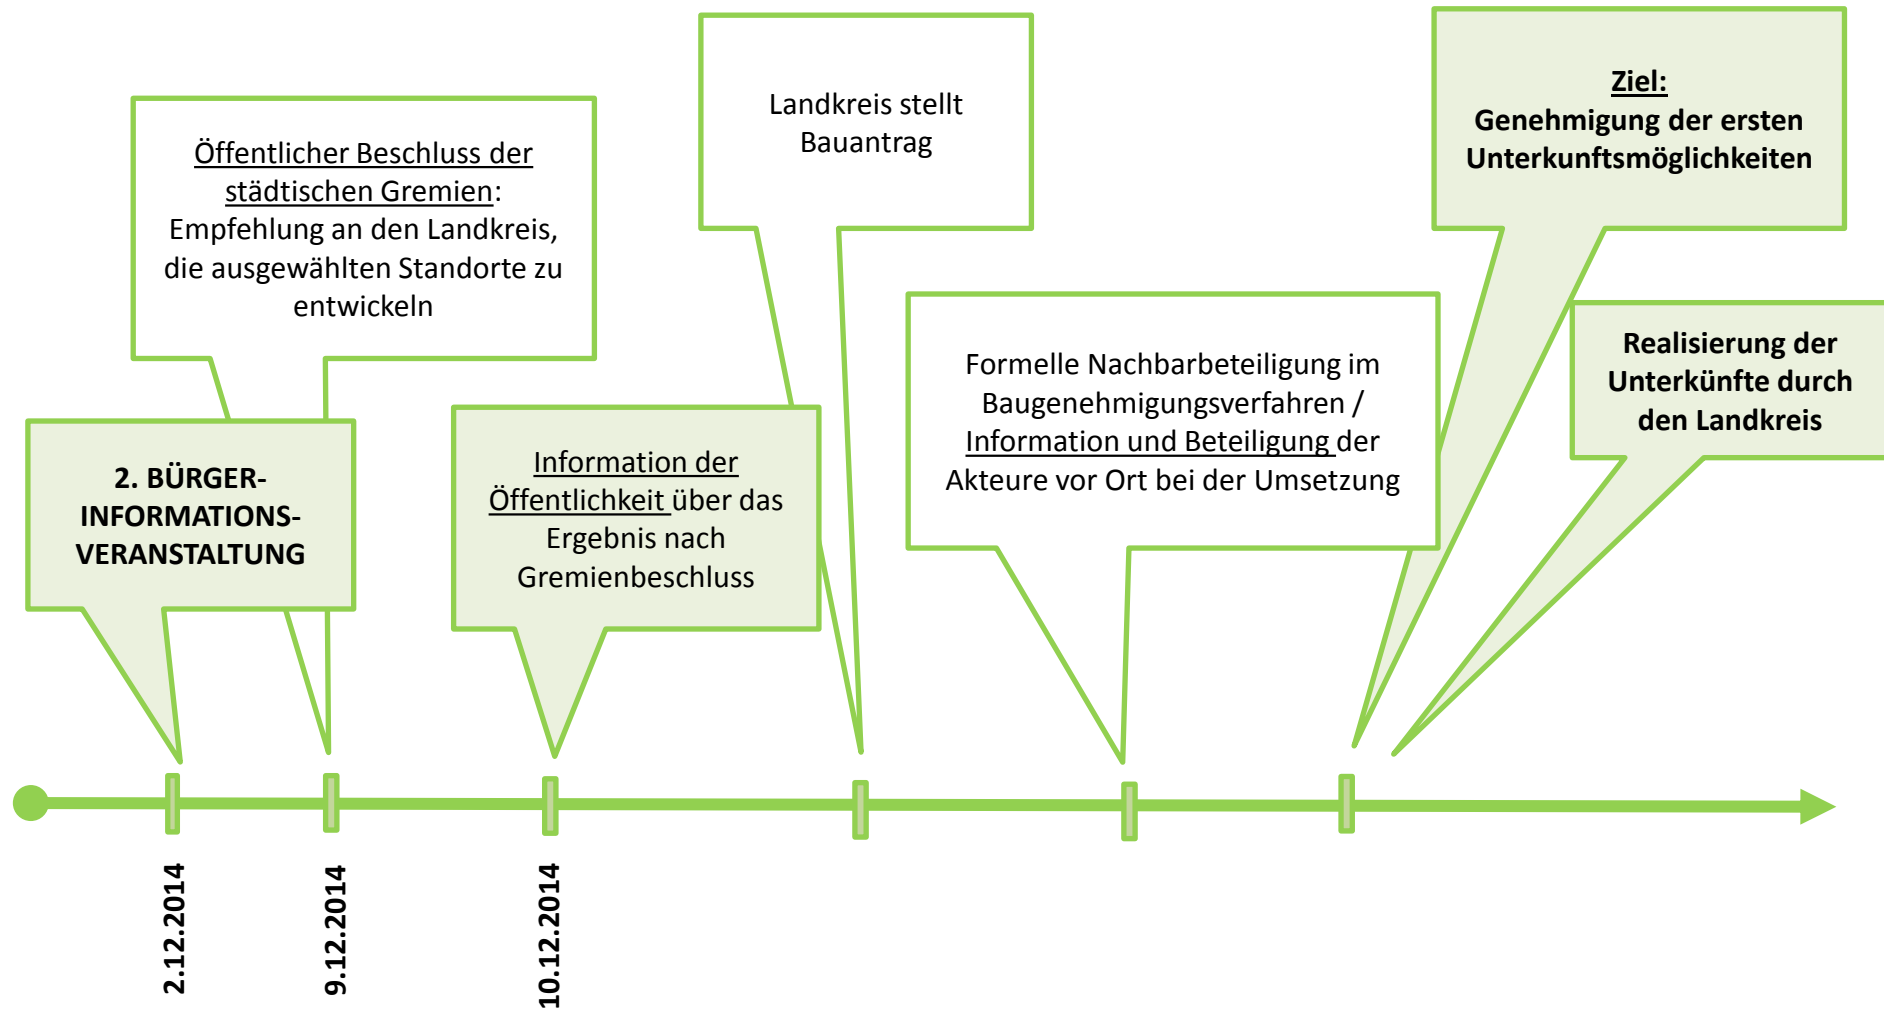 Öffentlicher Beschluss der
städtischen Gremien:
Empfehlung an den Landkreis,
die ausgewählten Standorte zu
entwickeln
2. BÜRGER-
INFORMATIONS-
VERANSTALTUNG
Information der
Öffentlichkeit über das
Ergebnis nach
Gremienbeschluss
Landkreis stellt
Bauantrag
Formelle Nachbarbeteiligung im
Baugenehmigungsverfahren /
Information und Beteiligung der
Akteure vor Ort bei der Umsetzung
Ziel:
Genehmigung der ersten
Unterkunftsmöglichkeiten
Realisierung der
Unterkünfte durch
den Landkreis
2.12.2014
9.12.2014
10.12.2014